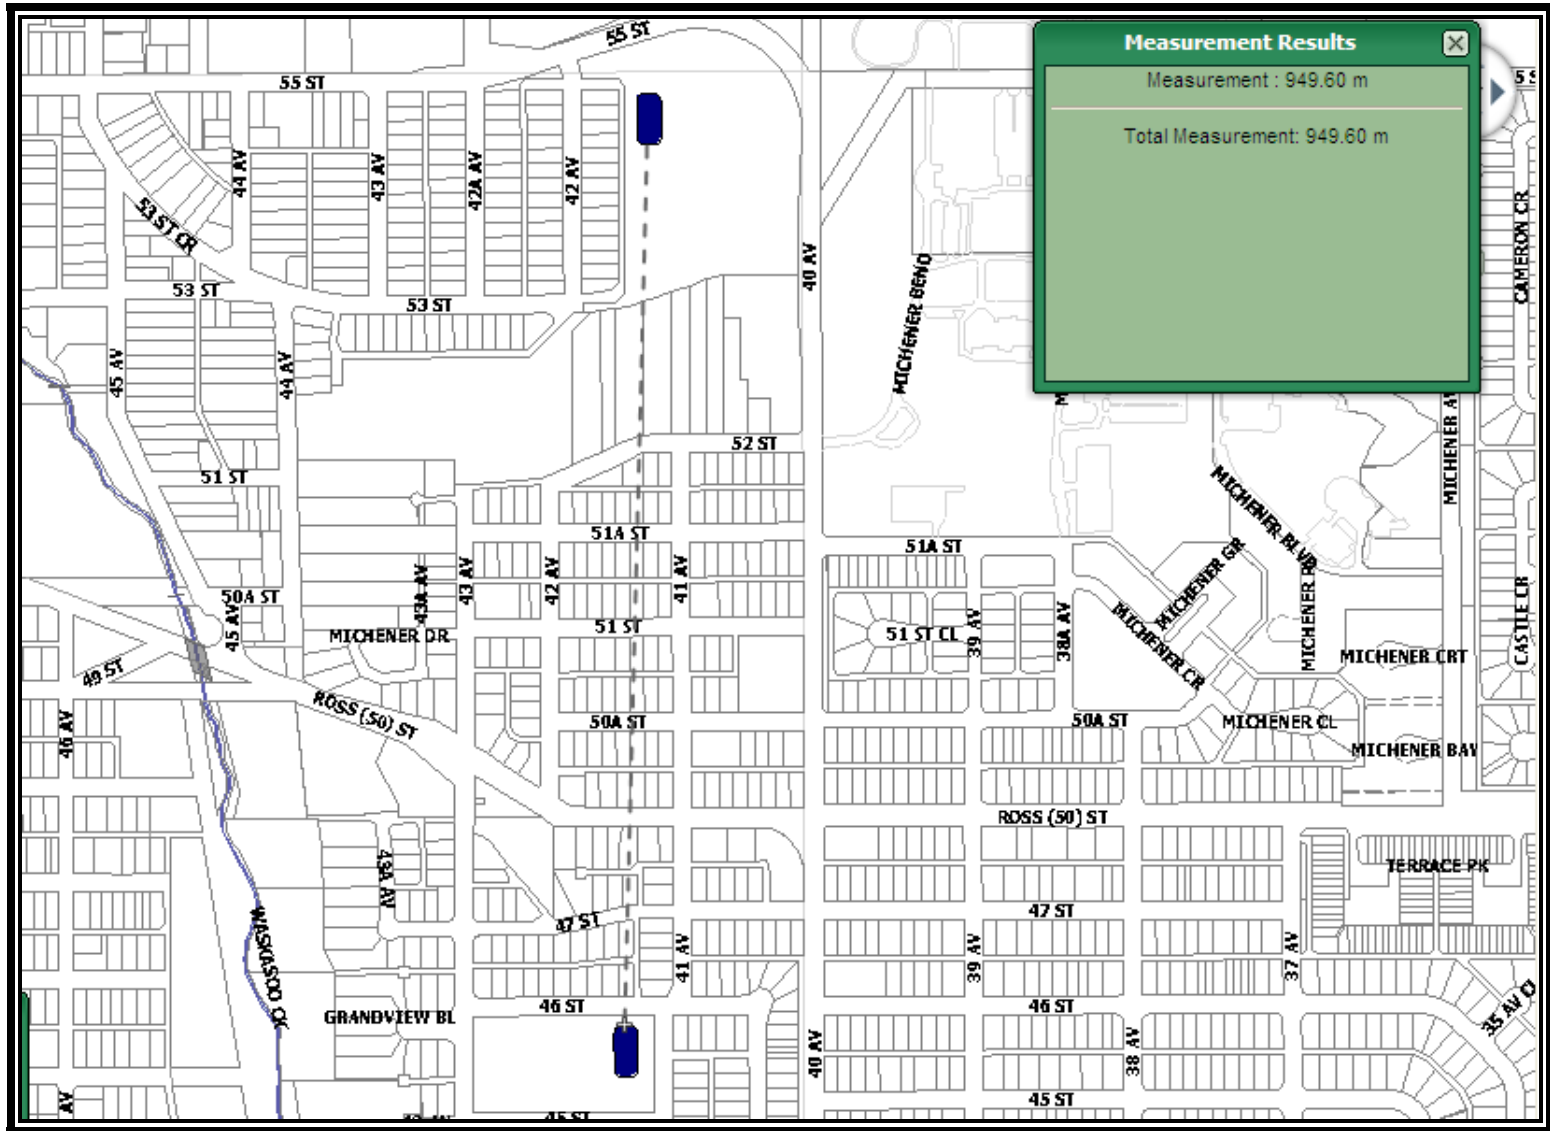 55 ST
Measurement Results
Measurement : 949.60 m
Total Measurement: 949.60 m
55 ST
44 AV
43 AV
42A AV
42 AV
53 ST CR
CAMERON CR
40 AV
MICHENER BEND
53 ST
53 ST
45 AV
44 AV
MICHENER AV
52 ST
51 ST
MICHENER BLVD
51A ST
51A ST
MICHENER GR
43A AV
43 AV
42 AV
41 AV
50A ST
45 AV
MICHENER DR
51 ST
51 ST CL
39 AV
38A AV
MICHENER CR
CASTLE CR
MICHENER CRT
49 ST
ROSS (50) ST
46 AV
50A ST
50A ST
MICHENER CL
MICHENER BAY
ROSS (50) ST
43A AV
TERRACE PK
47 ST
47 ST
WASKASOO CK
41 AV
39 AV
37 AV
46 ST
46 ST
GRANDVIEW BL
40 AV
38 AV
AV
45 ST
45 ST